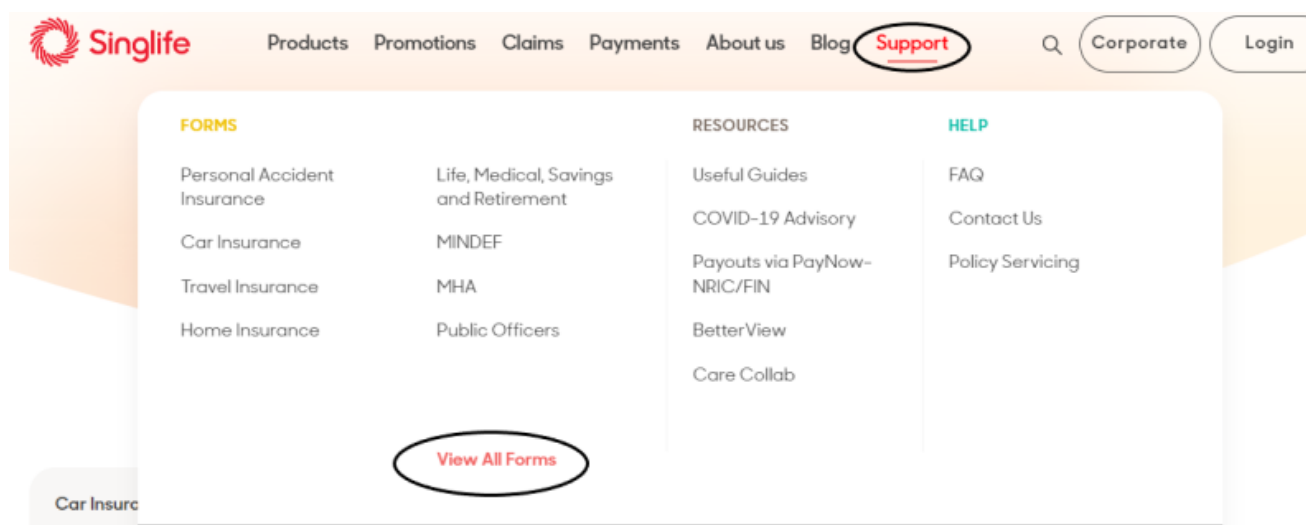 Singlife
Products Promotions Claims Payments About us Blog Support Corporate Login
FORMS
Personal Accident
Insurance
Car Insurance
Travel Insurance
Home Insurance
Life, Medical, Savings
and Retirement
MINDEF
MHA
Public Officers
View All Forms
RESOURCES
Useful Guides
COVID-19 Advisory
Payouts via PayNow-
NRIC/FIN
BetterView
Care Collab
HELP
FAQ
Contact Us
Policy Servicing
Car Insurc